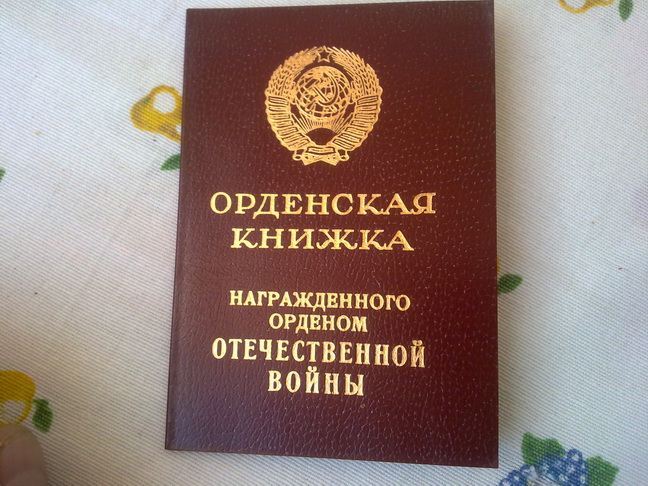 ОРДЕНСКАЯ
КНИЖКА
НАГРАЖДЕННОГО
ОРДЕНОМ
ОТЕЧЕСТВЕННОЙ
ВОЙНЫ